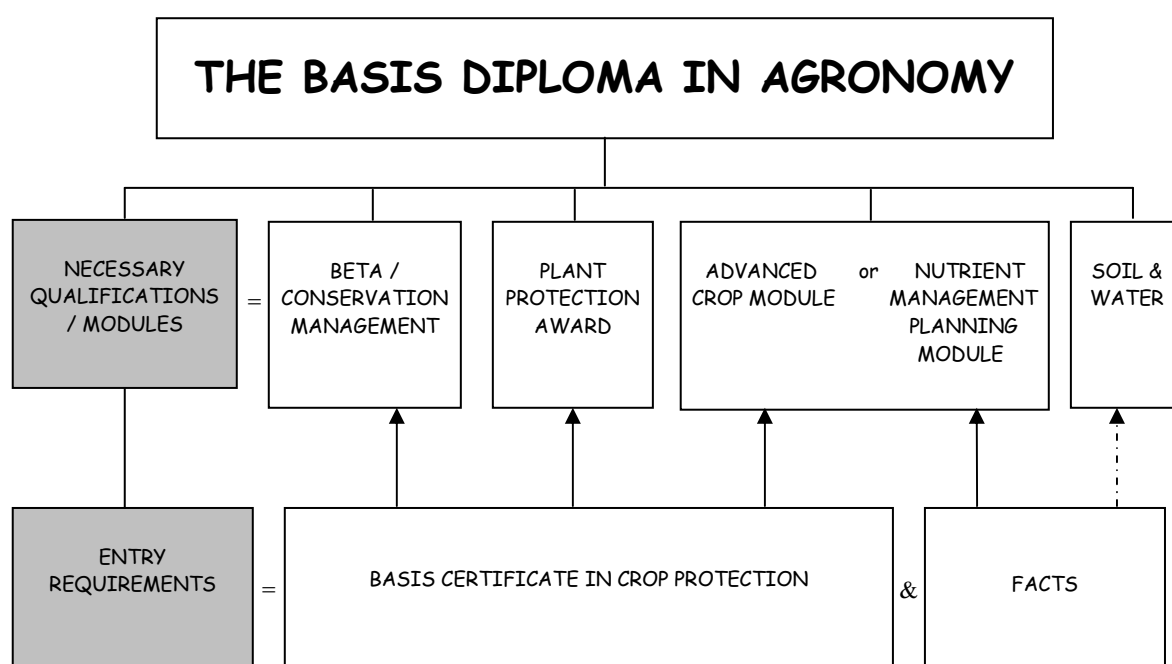 THE BASIS DIPLOMA IN AGRONOMY
NECESSARY
QUALIFICATIONS
/ MODULES
=
BETA /
CONSERVATION
MANAGEMENT
PLANT
PROTECTION
AWARD
ADVANCED
CROP MODULE
or
NUTRIENT
MANAGEMENT
PLANNING
MODULE
SOIL &
WATER
ENTRY
REQUIREMENTS
=
BASIS CERTIFICATE IN CROP PROTECTION
&
FACTS